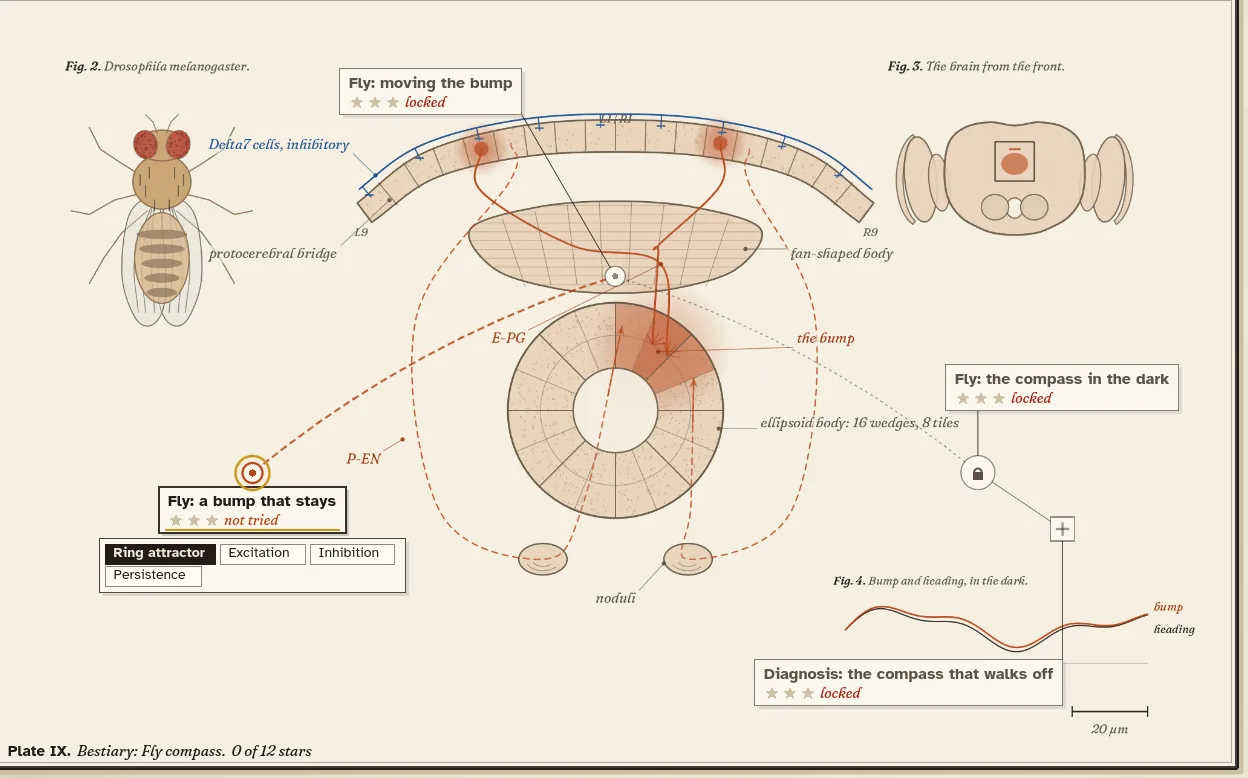 Fig. 2. Drosophila melanogaster.
Fly: moving the bump
locked
Fig. 3. The brain from the front.
L1/R1
Delta7 cells, inhibitory
L9
R9
protocerebral bridge
fan-shaped body
E-PG
the bump
Fly: the compass in the dark
locked
ellipsoid body: 16 wedges, 8 tiles
P-EN
Fly: a bump that stays
not tried
Ring attractor
Excitation
Inhibition
Persistence
noduli
Fig. 4. Bump and heading, in the dark.
bump
heading
Diagnosis: the compass that walks off
locked
20 µm
Plate IX. Bestiary: Fly compass. 0 of 12 stars